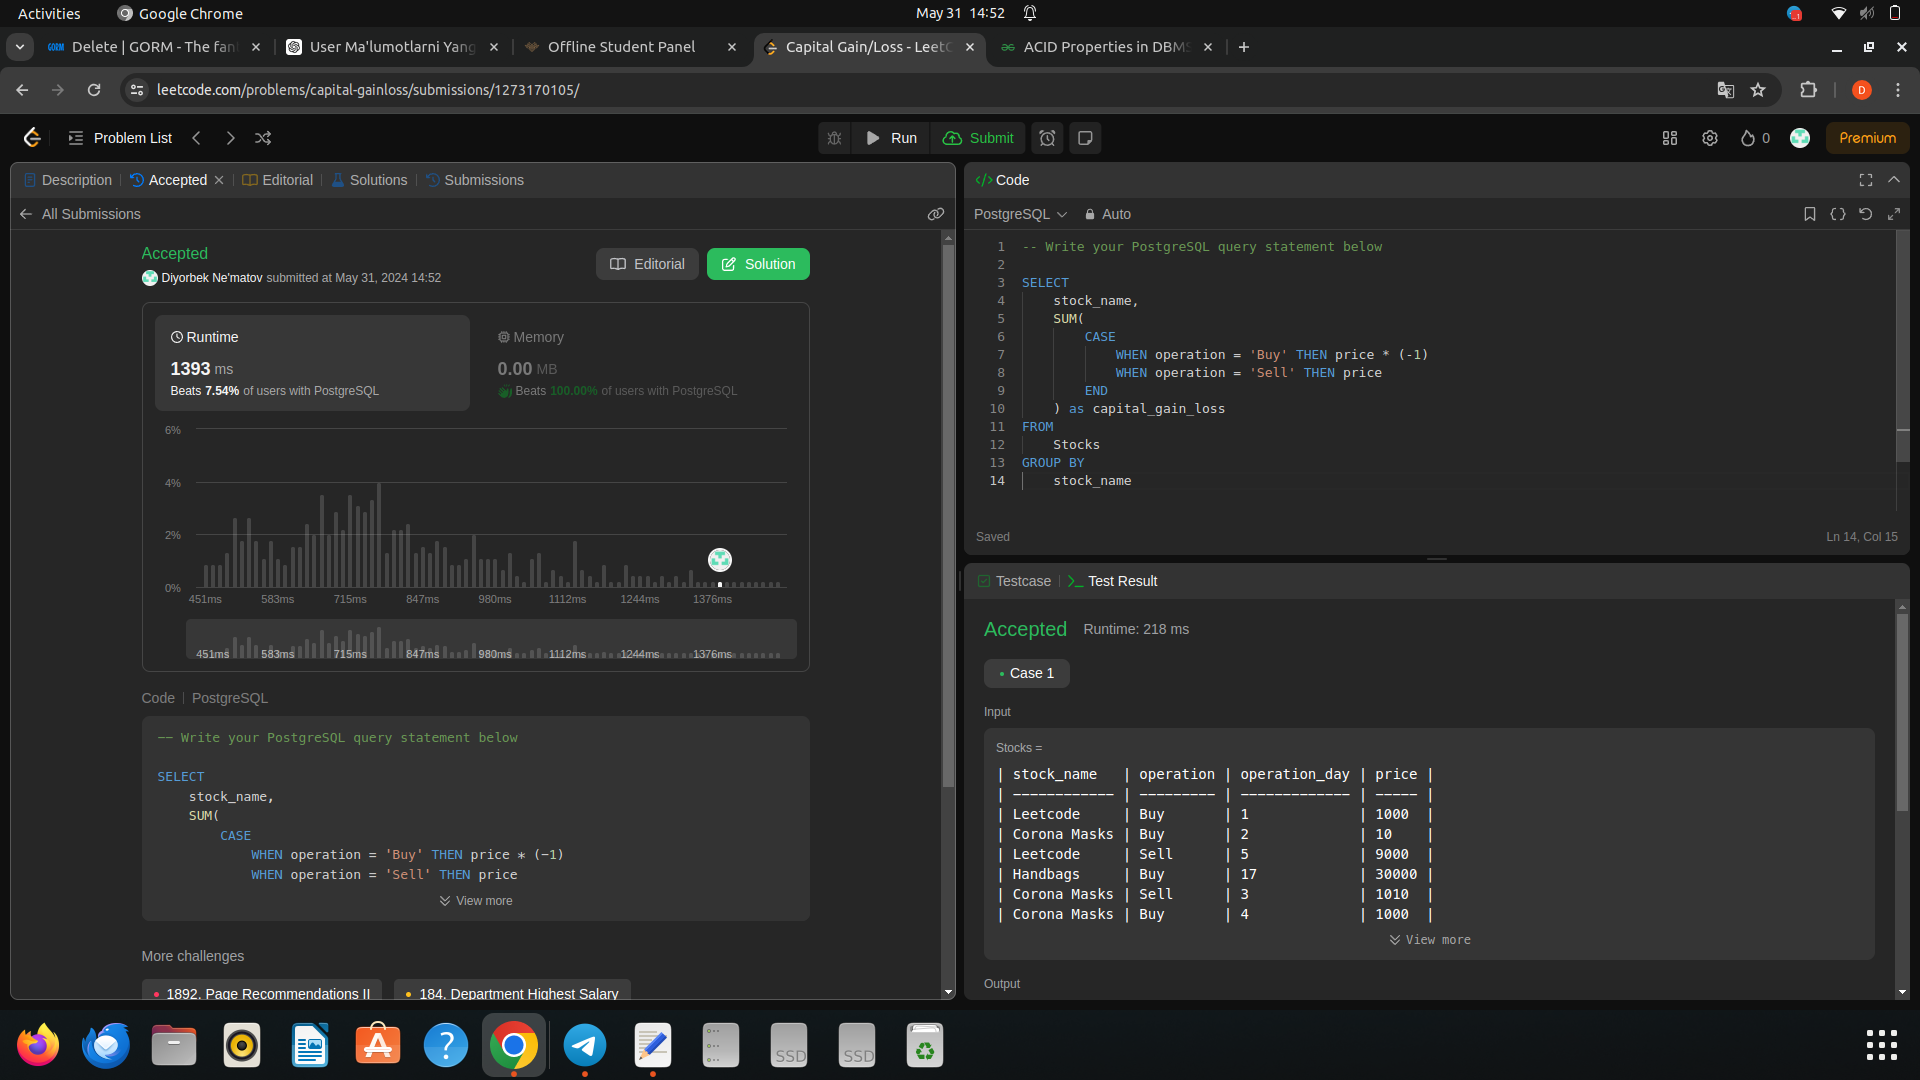 Activities
Google Chrome
May 31 14:52
Delete | GORM - The fan
User Ma'lumotlarni Yang
Offline Student Panel
Capital Gain/Loss - LeetC
ACID Properties in DBMS
leetcode.com/problems/capital-gainloss/submissions/1273170105/
D
Problem List
Run
Submit
0
Premium
Description
Accepted
Editorial
Solutions
Submissions
All Submissions
Accepted
Diyorbek Ne'matov submitted at May 31, 2024 14:52
Editorial
Solution
Runtime
1393 ms
Beats 7.54% of users with PostgreSQL
Memory
0.00 MB
Beats 100.00% of users with PostgreSQL
6%
4%
2%
0%
451ms 583ms 715ms 847ms 980ms 1112ms 1244ms 1376ms
451ms 583ms 715ms 847ms 980ms 1112ms 1244ms 1376ms
Code | PostgreSQL
-- Write your PostgreSQL query statement below
SELECT
stock_name,
SUM(
CASE
WHEN operation = 'Buy' THEN price * (-1)
WHEN operation = 'Sell' THEN price
View more
More challenges
1892. Page Recommendations II
184. Department Highest Salary
Code
PostgreSQL
Auto
1 -- Write your PostgreSQL query statement below
2
3 SELECT
4 stock_name,
5 SUM(
6 CASE
7 WHEN operation = 'Buy' THEN price * (-1)
8 WHEN operation = 'Sell' THEN price
9 END
10 ) as capital_gain_loss
11 FROM
12 Stocks
13 GROUP BY
14 stock_name
Saved
Ln 14, Col 15
Testcase
Test Result
Accepted
Runtime: 218 ms
Case 1
Input
Stocks =
| stock_name | operation | operation_day | price |
| ------------ | --------- | ------------- | ----- |
| Leetcode | Buy | 1 | 1000 |
| Corona Masks | Buy | 2 | 10 |
| Leetcode | Sell | 5 | 9000 |
| Handbags | Buy | 17 | 30000 |
| Corona Masks | Sell | 3 | 1010 |
| Corona Masks | Buy | 4 | 1000 |
View more
Output
SSD
SSD